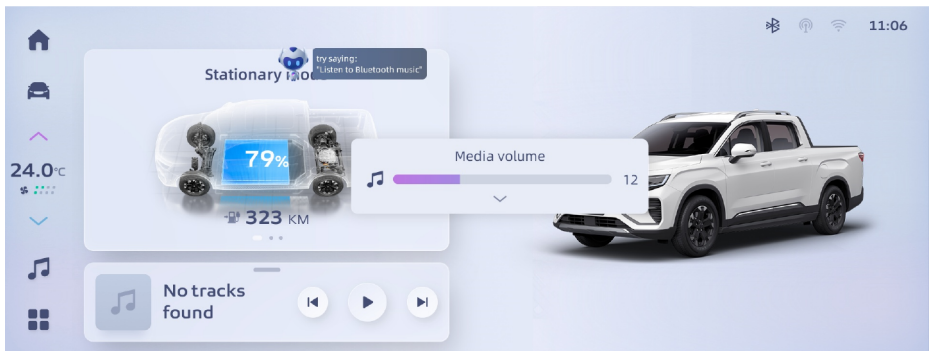 11:06
try saying:
"Listen to Bluetooth music"
Stationary
24.0°C
79%
Media volume
12
323 KM
No tracks
found